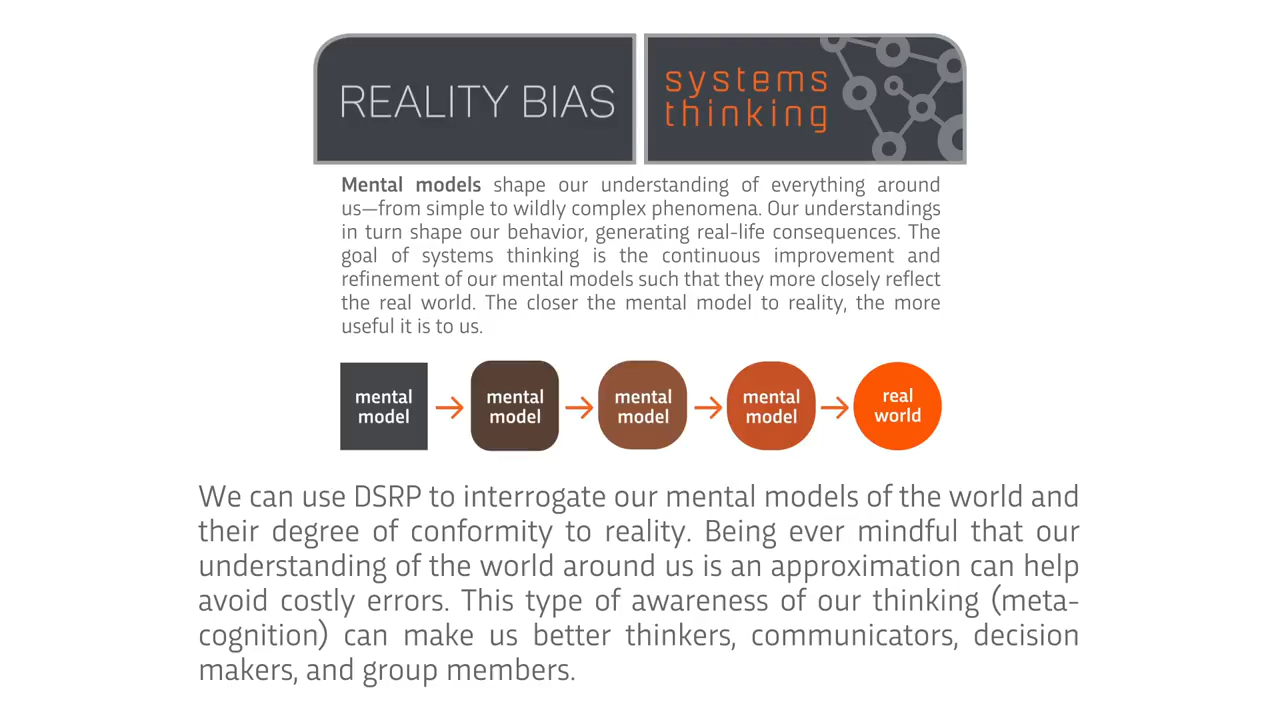 REALITY BIAS
systems
thinking
Mental models shape our understanding of everything around
us—from simple to wildly complex phenomena. Our understandings
in turn shape our behavior, generating real-life consequences. The
goal of systems thinking is the continuous improvement and
refinement of our mental models such that they more closely reflect
the real world. The closer the mental model to reality, the more
useful it is to us.
mental
model
mental
model
mental
model
mental
model
real
world
We can use DSRP to interrogate our mental models of the world and
their degree of conformity to reality. Being ever mindful that our
understanding of the world around us is an approximation can help
avoid costly errors. This type of awareness of our thinking (meta-
cognition) can make us better thinkers, communicators, decision
makers, and group members.